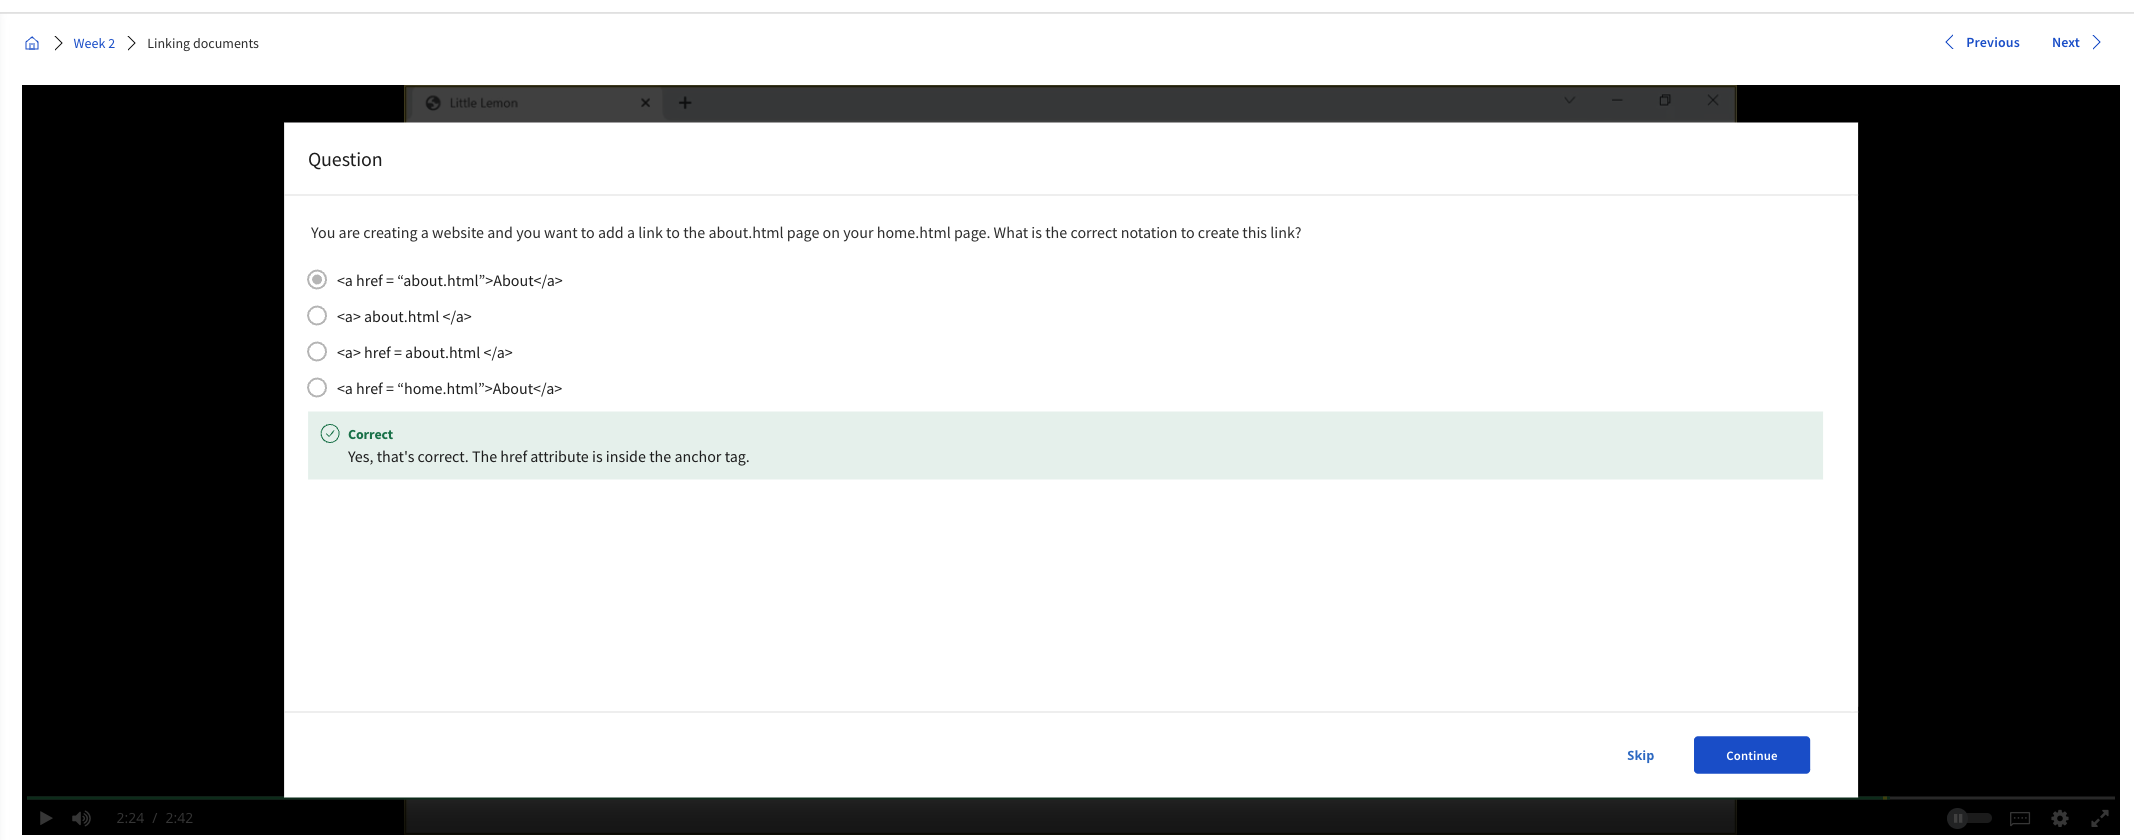 Week 2 Linking documents
Previous Next
Little Lemon
Question
You are creating a website and you want to add a link to the about.html page on your home.html page. What is the correct notation to create this link?
<a href = “about.html”>About</a>
<a> about.html </a>
<a> href = about.html </a>
<a href = “home.html”>About</a>
Correct
Yes, that's correct. The href attribute is inside the anchor tag.
Skip Continue
2:24 / 2:42